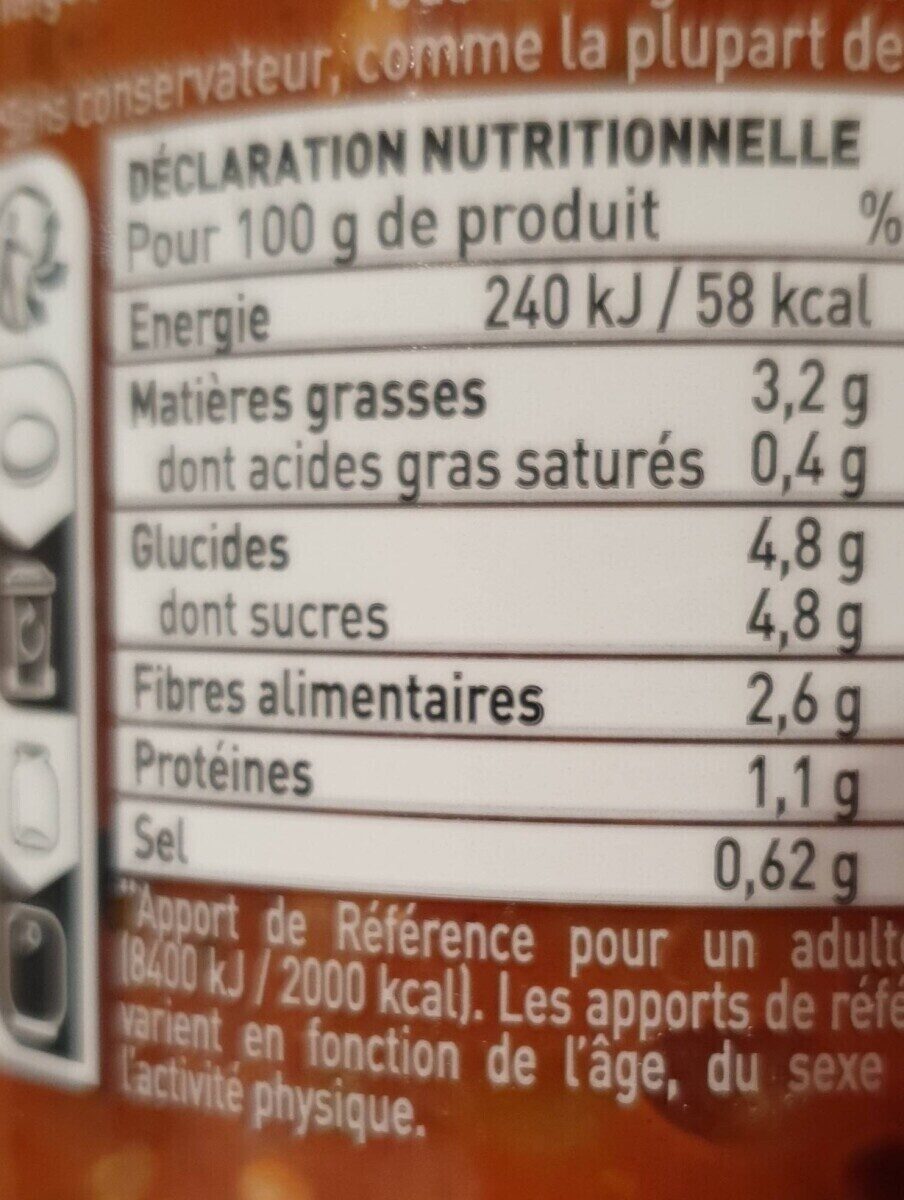 conservateur, comme la plupart de
DÉCLARATION NUTRITIONNELLE
Pour 100 g de produit %
Energie 240 kJ / 58 kcal
Matières grasses 3,2 g
dont acides gras saturés 0,4 g
Glucides 4,8 g
dont sucres 4,8 g
Fibres alimentaires 2,6 g
Protéines 1,1 g
Sel 0,62 g
**Apport de Référence pour un adulte
(8400 kJ / 2000 kcal). Les apports de réfé
varient en fonction de l'âge, du sexe
l'activité physique.